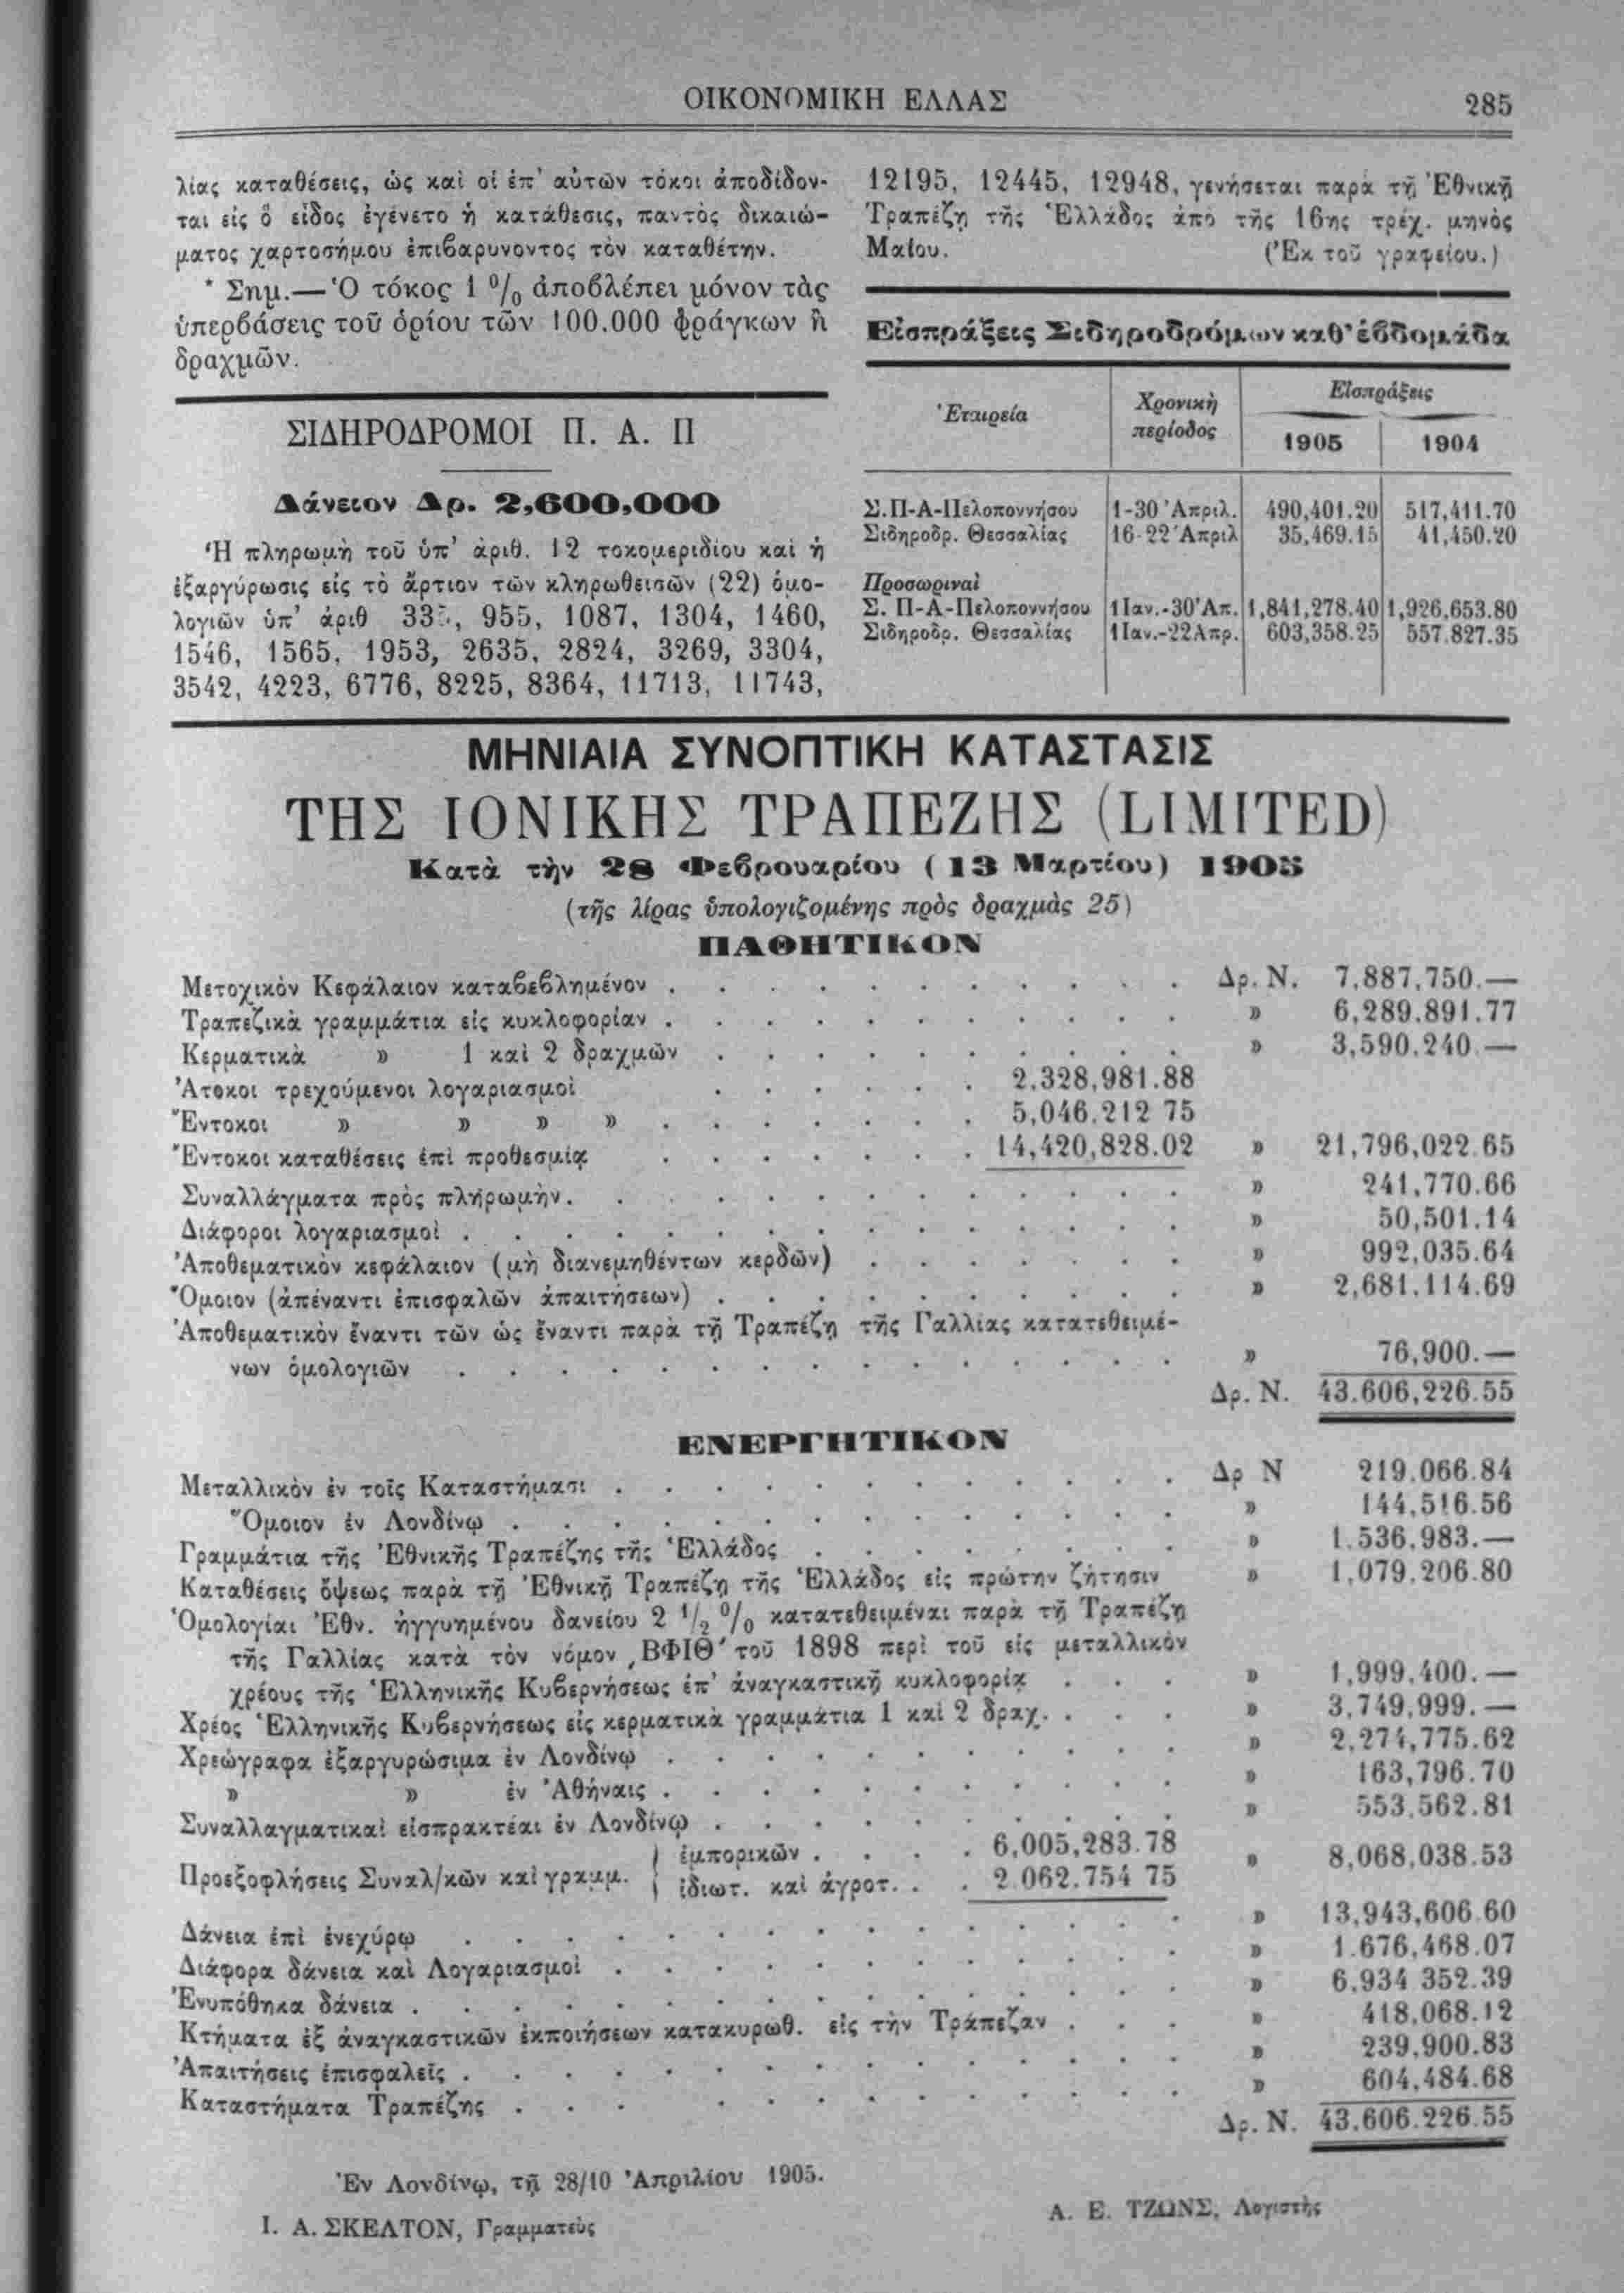 ΟΙΚΟΝΟΜΙΚΗ ΕΛΛΑΣ
285
λίας καταθέσεις, ὡς καὶ οἱ ἐπ' αὐτῶν τόκοι ἀποδίδον-
ται εἰς ὃ εἶδος ἐγένετο ἡ κατάθεσις, παντὸς δικαιώ-
ματος χαρτοσήμου ἐπιβαρυνοντος τὸν καταθέτην.
* Σημ.—Ὁ τόκος 1 % ἀποβλέπει μόνον τὰς
ὑπερβάσεις τοῦ ὁρίου τῶν 100.000 φράγκων ἢ
δραχμῶν.
ΣΙΔΗΡΟΔΡΟΜΟΙ Π. Α. Π
Δάνειον Δρ. 2,600,000
Ἡ πληρωμὴ τοῦ ὑπ' ἀριθ. 12 τοκομεριδίου καὶ ἡ
ἐξαργύρωσις εἰς τὸ ἄρτιον τῶν κληρωθεισῶν (22) ὁμο-
λογιῶν ὑπ' ἀριθ 955, 1087, 1304, 1460,
1546, 1565, 1953, 2635, 2824, 3269, 3304,
3542, 4223, 6776, 8225, 8364, 11713, 11743,
12195, 12445, 12948, γενήσεται παρὰ τῇ Ἐθνικῇ
Τραπέζῃ τῆς Ἑλλάδος ἀπὸ τῆς 16ης τρέχ. μηνὸς
Μαΐου. (Ἐκ τοῦ γραφείου.)
Εἰσπράξεις Σιδηροδρόμων καθ' ἑβδομάδα
Ἑταιρεία Χρονικὴ περίοδος Εἰσπράξεις
1905 1904
Σ.Π-Α-Πελοποννήσου 1-30 Ἀπριλ. 490,401.20 517,411.70
Σιδηροδρ. Θεσσαλίας 16-22 Ἀπριλ 35,469.15 41,450.20
Προσωριναὶ
Σ. Π-Α-Πελοποννήσου 1Ιαν.-30Ἀπ. 1,841,278.40 1,926,653.80
Σιδηροδρ. Θεσσαλίας 1Ιαν.-22Απρ. 603,358.25 557.827.35
ΜΗΝΙΑΙΑ ΣΥΝΟΠΤΙΚΗ ΚΑΤΑΣΤΑΣΙΣ
ΤΗΣ ΙΟΝΙΚΗΣ ΤΡΑΠΕΖΗΣ (LIMITED)
Κατὰ τὴν 28 Φεβρουαρίου (13 Μαρτίου) 1905
(τῆς λίρας ὑπολογιζομένης πρὸς δραχμὰς 25)
ΠΑΘΗΤΙΚΟΝ
Μετοχικὸν Κεφάλαιον καταβεβλημένον . . . Δρ. Ν. 7,887,750.—
Τραπεζικὰ γραμμάτια εἰς κυκλοφορίαν . . . » 6,289.891.77
Κερματικὰ » 1 καὶ 2 δραχμῶν . . . » 3,590.240 —
Ἄτοκοι τρεχούμενοι λογαριασμοὶ . . . 2,328,981.88
Ἔντοκοι » » » » . . . 5,046.212 75
Ἔντοκοι καταθέσεις ἐπὶ προθεσμίᾳ . . . 14,420,828.02 » 21,796,022.65
Συναλλάγματα πρὸς πλήρωμὴν . . . » 241,770.66
Διάφοροι λογαριασμοὶ . . . » 50,501.14
Ἀποθεματικὸν κεφάλαιον (μὴ διανεμηθέντων κερδῶν) . . . » 992,035.64
Ὅμοιον (ἀπέναντι ἐπισφαλῶν ἀπαιτήσεων) . . . » 2,681,114.69
Ἀποθεματικὸν ἔναντι τῶν ὡς ἔναντι παρὰ τῇ Τραπέζῃ τῆς Γαλλίας κατατεθειμέ-
νων ὁμολογιῶν . . . » 76,900.—
Δρ. Ν. 43.606,226.55
ΕΝΕΡΓΗΤΙΚΟΝ
Μεταλλικὸν ἐν τοῖς Καταστήμασι . . . Δρ Ν 219.066.84
Ὅμοιον ἐν Λονδίνῳ . . . » 144,516.56
Γραμμάτια τῆς Ἐθνικῆς Τραπέζης τῆς Ἑλλάδος . . . » 1.536.983.—
Καταθέσεις ὄψεως παρὰ τῇ Ἐθνικῇ Τραπέζῃ τῆς Ἑλλάδος εἰς πρώτην ζήτησιν » 1.079.206.80
Ὁμολογίαι Ἐθν. ἠγγυημένου δανείου 2 1/2 % κατατεθειμέναι παρὰ τῇ Τραπέζῃ
τῆς Γαλλίας κατὰ τὸν νόμον ͵ΒΦΙΘ' τοῦ 1898 περὶ τοῦ εἰς μεταλλικὸν
χρέους τῆς Ἑλληνικῆς Κυβερνήσεως ἐπ' ἀναγκαστικῇ κυκλοφορίᾳ . . . » 1,999.400.—
Χρέος Ἑλληνικῆς Κυβερνήσεως εἰς κερματικὰ γραμμάτια 1 καὶ 2 δραχ. . . . » 3.749,999.—
Χρεώγραφα ἐξαργυρώσιμα ἐν Λονδίνῳ . . . » 2.274,775.62
» » ἐν Ἀθήναις . . . » 163,796.70
Συναλλαγματικαὶ εἰσπρακτέαι ἐν Λονδίνῳ . . . » 553,562.81
Προεξοφλήσεις Συναλ/κῶν καὶ γραμμ. { ἐμπορικῶν . . . 6,005,283.78
ἰδιωτ. καὶ ἀγροτ. . . 2.062.754 75 » 8,068,038.53
Δάνεια ἐπὶ ἐνεχύρῳ . . . » 13,943,606.60
Διάφορα δάνεια καὶ Λογαριασμοὶ . . . » 1.676,468.07
Ἐνυπόθηκα δάνεια . . . » 6,934 352.39
Κτήματα ἐξ ἀναγκαστικῶν ἐκποιήσεων κατακυρωθ. εἰς τὴν Τράπεζαν . . . » 418,068.12
Ἀπαιτήσεις ἐπισφαλεῖς . . . » 239,900.83
Καταστήματα Τραπέζης . . . » 604,484.68
Δρ. Ν. 43,606.226.55
Ἐν Λονδίνῳ, τῇ 28/10 Ἀπριλίου 1905.
Ι. Α. ΣΚΕΛΤΟΝ, Γραμματεὺς
Α. Ε. ΤΖΩΝΣ, Λογιστὴς